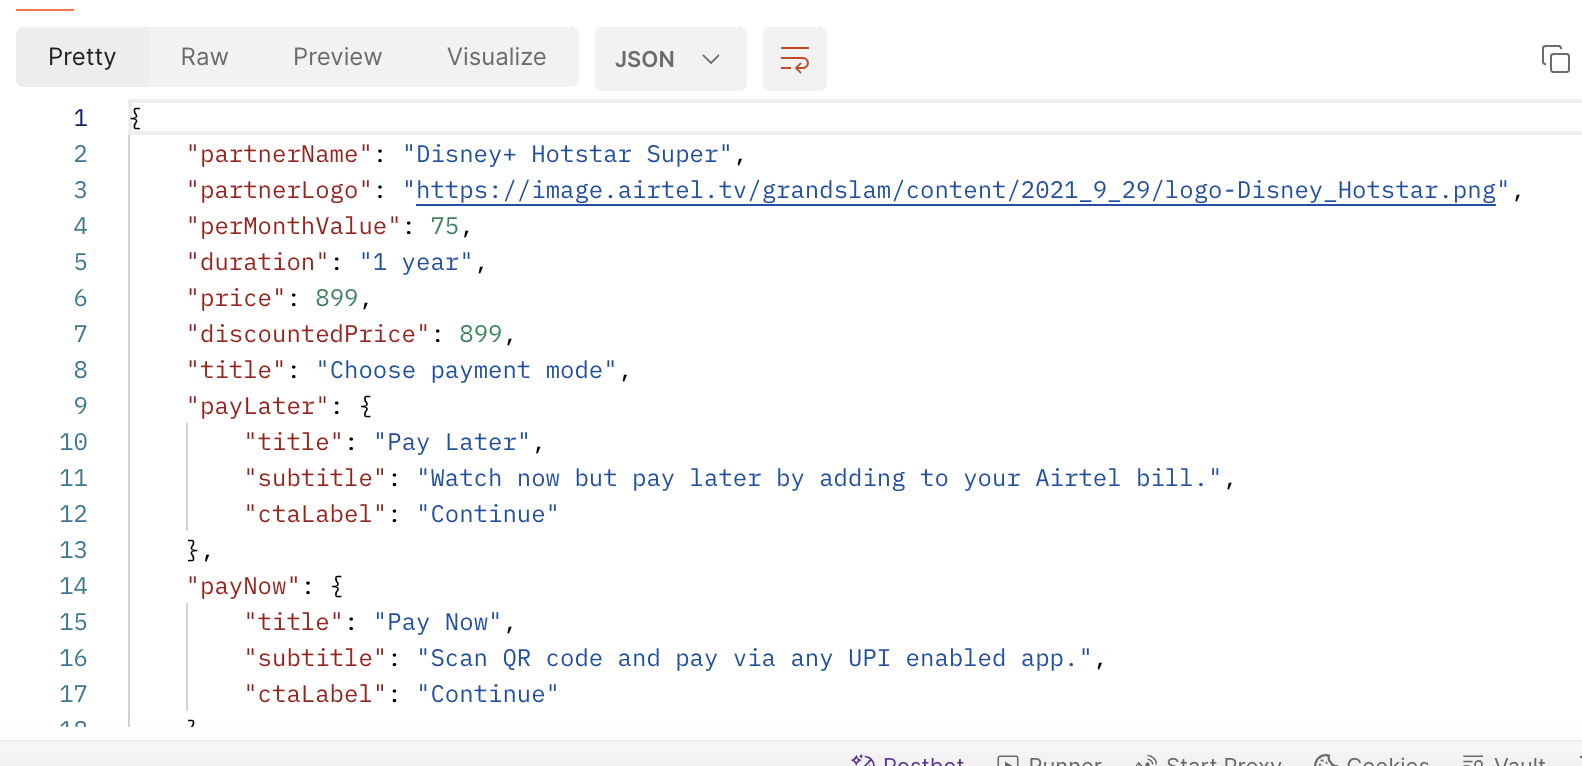 Pretty Raw Preview Visualize JSON
1 {
2 "partnerName": "Disney+ Hotstar Super",
3 "partnerLogo": "https://image.airtel.tv/grandslam/content/2021_9_29/logo-Disney_Hotstar.png",
4 "perMonthValue": 75,
5 "duration": "1 year",
6 "price": 899,
7 "discountedPrice": 899,
8 "title": "Choose payment mode",
9 "payLater": {
10 "title": "Pay Later",
11 "subtitle": "Watch now but pay later by adding to your Airtel bill.",
12 "ctaLabel": "Continue"
13 },
14 "payNow": {
15 "title": "Pay Now",
16 "subtitle": "Scan QR code and pay via any UPI enabled app.",
17 "ctaLabel": "Continue"
18 }
Postbot Runner Start Proxy Cookies Vault